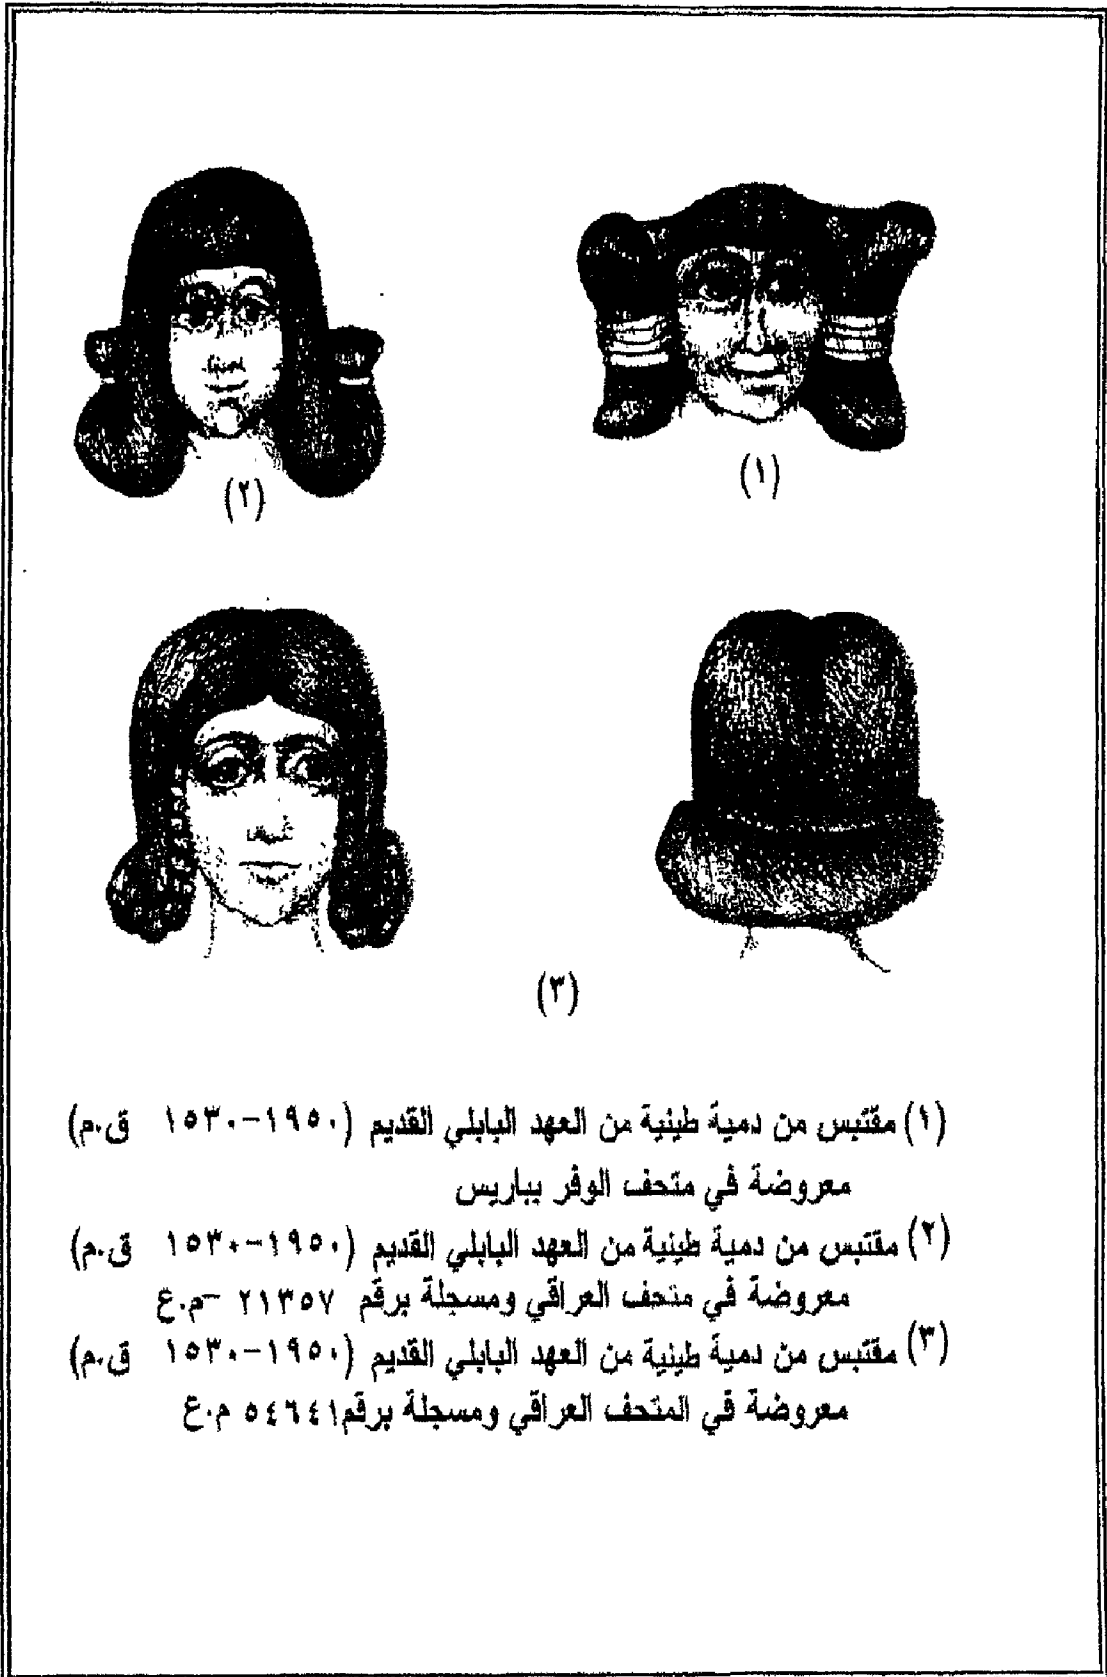 (١)
(٢)
(٣)
(١) مقتبس من دمية طينية من العهد البابلي القديم (١٩٥٠-١٥٣٠ ق.م)
معروضة في متحف الوفر بباريس
(٢) مقتبس من دمية طينية من العهد البابلي القديم (١٩٥٠-١٥٣٠ ق.م)
معروضة في متحف العراقي ومسجلة برقم ٢١٣٥٧ -م.ع
(٣) مقتبس من دمية طينية من العهد البابلي القديم (١٩٥٠-١٥٣٠ ق.م)
معروضة في المتحف العراقي ومسجلة برقم٥٤٦٤١ م.ع